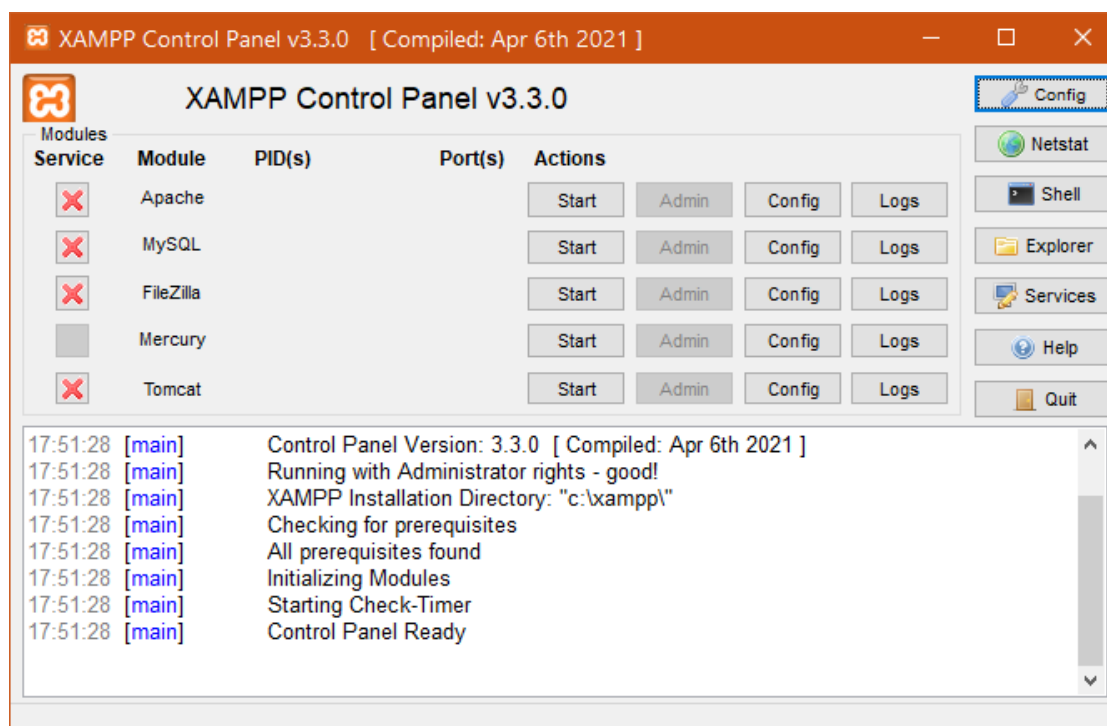 XAMPP Control Panel v3.3.0 [ Compiled: Apr 6th 2021 ]
XAMPP Control Panel v3.3.0
Config
Modules
Service Module PID(s) Port(s) Actions
Netstat
Apache Start Admin Config Logs
Shell
MySQL Start Admin Config Logs
Explorer
FileZilla Start Admin Config Logs
Services
Mercury Start Admin Config Logs
Help
Tomcat Start Admin Config Logs
Quit
17:51:28 [main] Control Panel Version: 3.3.0 [ Compiled: Apr 6th 2021 ]
17:51:28 [main] Running with Administrator rights - good!
17:51:28 [main] XAMPP Installation Directory: "c:\xampp\"
17:51:28 [main] Checking for prerequisites
17:51:28 [main] All prerequisites found
17:51:28 [main] Initializing Modules
17:51:28 [main] Starting Check-Timer
17:51:28 [main] Control Panel Ready